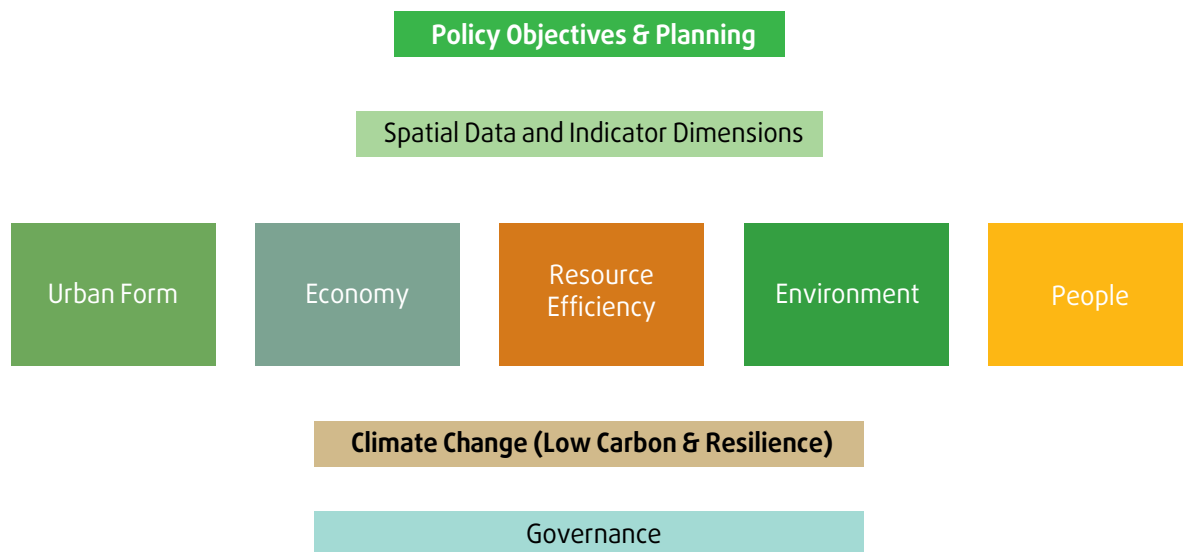 Policy Objectives & Planning
Spatial Data and Indicator Dimensions
Urban Form
Economy
Resource
Efficiency
Environment
People
Climate Change (Low Carbon & Resilience)
Governance